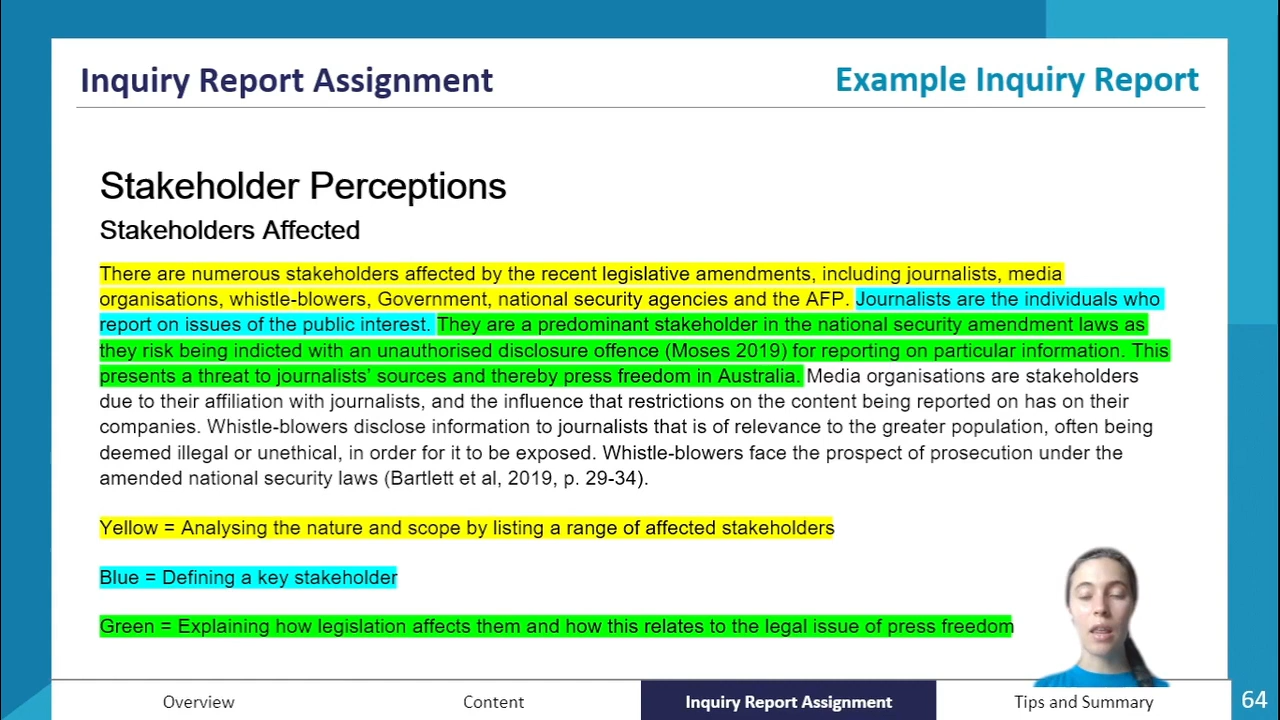 Inquiry Report Assignment
Example Inquiry Report
Stakeholder Perceptions
Stakeholders Affected
There are numerous stakeholders affected by the recent legislative amendments, including journalists, media
organisations, whistle-blowers, Government, national security agencies and the AFP. Journalists are the individuals who
report on issues of the public interest. They are a predominant stakeholder in the national security amendment laws as
they risk being indicted with an unauthorised disclosure offence (Moses 2019) for reporting on particular information. This
presents a threat to journalists' sources and thereby press freedom in Australia. Media organisations are stakeholders
due to their affiliation with journalists, and the influence that restrictions on the content being reported on has on their
companies. Whistle-blowers disclose information to journalists that is of relevance to the greater population, often being
deemed illegal or unethical, in order for it to be exposed. Whistle-blowers face the prospect of prosecution under the
amended national security laws (Bartlett et al, 2019, p. 29-34).
Yellow = Analysing the nature and scope by listing a range of affected stakeholders
Blue = Defining a key stakeholder
Green = Explaining how legislation affects them and how this relates to the legal issue of press freedom
Overview
Content
Inquiry Report Assignment
Tips and Summary
64